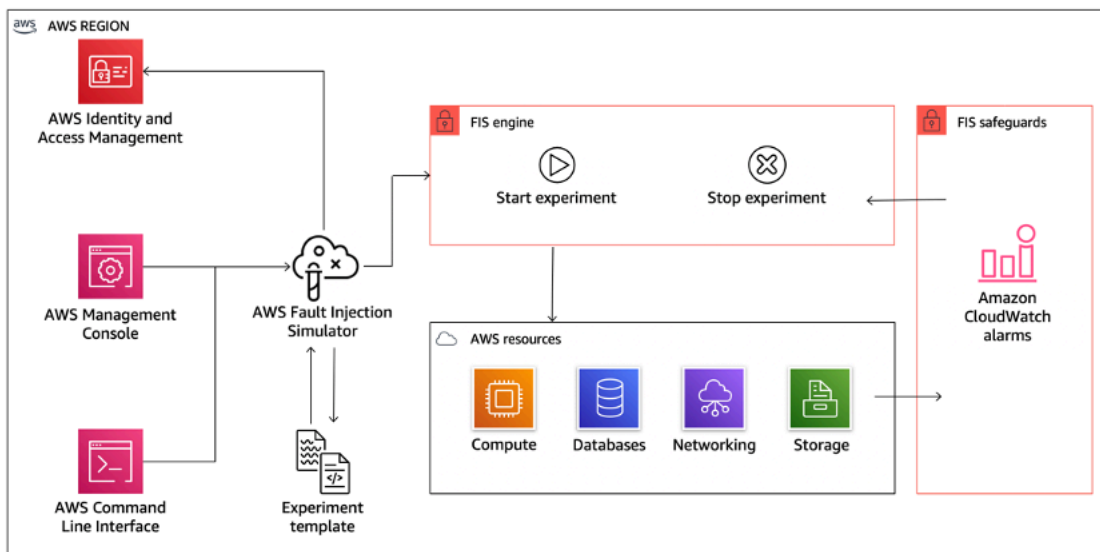 aws
AWS REGION
AWS Identity and
Access Management
FIS engine
FIS safeguards
Start experiment
Stop experiment
AWS Management
Console
AWS Fault Injection
Simulator
Amazon
CloudWatch
alarms
AWS resources
Compute
Databases
Networking
Storage
AWS Command
Line Interface
Experiment
template